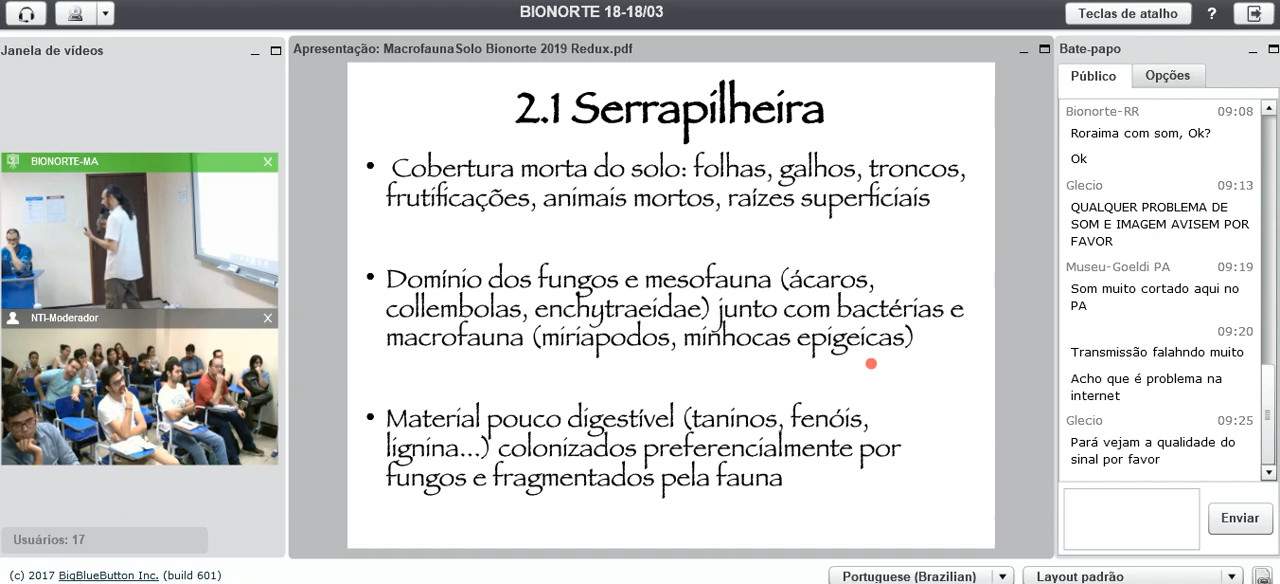 BIONORTE 18-18/03
Teclas de atalho
?
Janela de vídeos
BIONORTE-MA
NTI-Moderador
Usuários: 17
Apresentação: MacrofaunaSolo Bionorte 2019 Redux.pdf
2.1 Serrapilheira
• Cobertura morta do solo: folhas, galhos, troncos,
frutificações, animais mortos, raízes superficiais
• Domínio dos fungos e mesofauna (ácaros,
collembolas, enchytraeidae) junto com bactérias e
macrofauna (miriapodos, minhocas epigeicas)
• Material pouco digestível (taninos, fenóis,
lignina...) colonizados preferencialmente por
fungos e fragmentados pela fauna
Bate-papo
Público Opções
Bionorte-RR 09:08
Roraima com som, Ok?
Ok
Glecio 09:13
QUALQUER PROBLEMA DE
SOM E IMAGEM AVISEM POR
FAVOR
Museu-Goeldi PA 09:19
Som muito cortado aqui no
PA
09:20
Transmissão falahndo muito
Acho que é problema na
internet
Glecio 09:25
Pará vejam a qualidade do
sinal por favor
Enviar
(c) 2017 BigBlueButton Inc. (build 601)
Portuguese (Brazilian)
Layout padrão